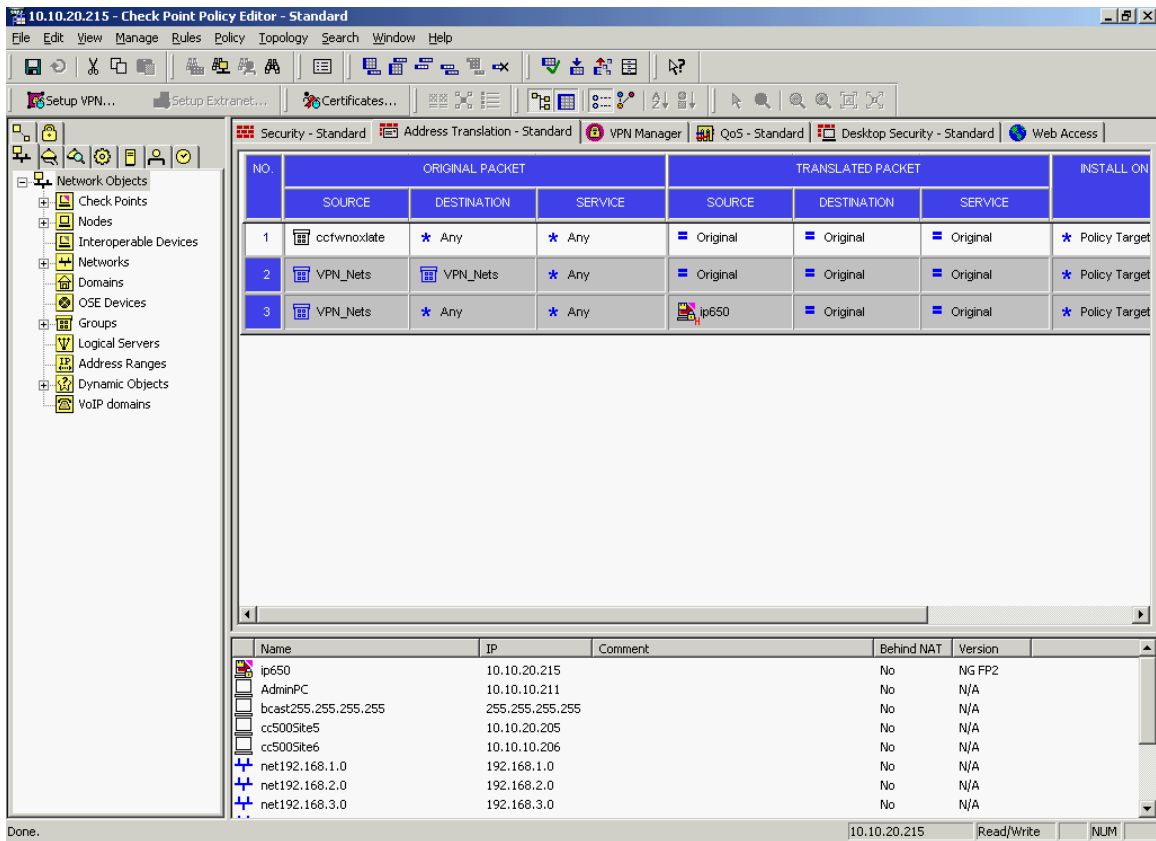 10.10.20.215 - Check Point Policy Editor - Standard
File Edit View Manage Rules Policy Topology Search Window Help
Setup VPN... Setup Extranet... Certificates...
Security - Standard Address Translation - Standard VPN Manager QoS - Standard Desktop Security - Standard Web Access
Network Objects
Check Points
Nodes
Interoperable Devices
Networks
Domains
OSE Devices
Groups
Logical Servers
Address Ranges
Dynamic Objects
VoIP domains
NO. ORIGINAL PACKET TRANSLATED PACKET INSTALL ON
SOURCE DESTINATION SERVICE SOURCE DESTINATION SERVICE
1 ccfwnoxlate * Any * Any = Original = Original = Original * Policy Target
2 VPN_Nets VPN_Nets * Any = Original = Original = Original * Policy Target
3 VPN_Nets * Any * Any ip650 = Original = Original * Policy Target
Name IP Comment Behind NAT Version
ip650 10.10.20.215 No NG FP2
AdminPC 10.10.10.211 No N/A
bcast255.255.255.255 255.255.255.255 No N/A
cc500Site5 10.10.20.205 No N/A
cc500Site6 10.10.10.206 No N/A
net192.168.1.0 192.168.1.0 No N/A
net192.168.2.0 192.168.2.0 No N/A
net192.168.3.0 192.168.3.0 No N/A
Done. 10.10.20.215 Read/Write NUM